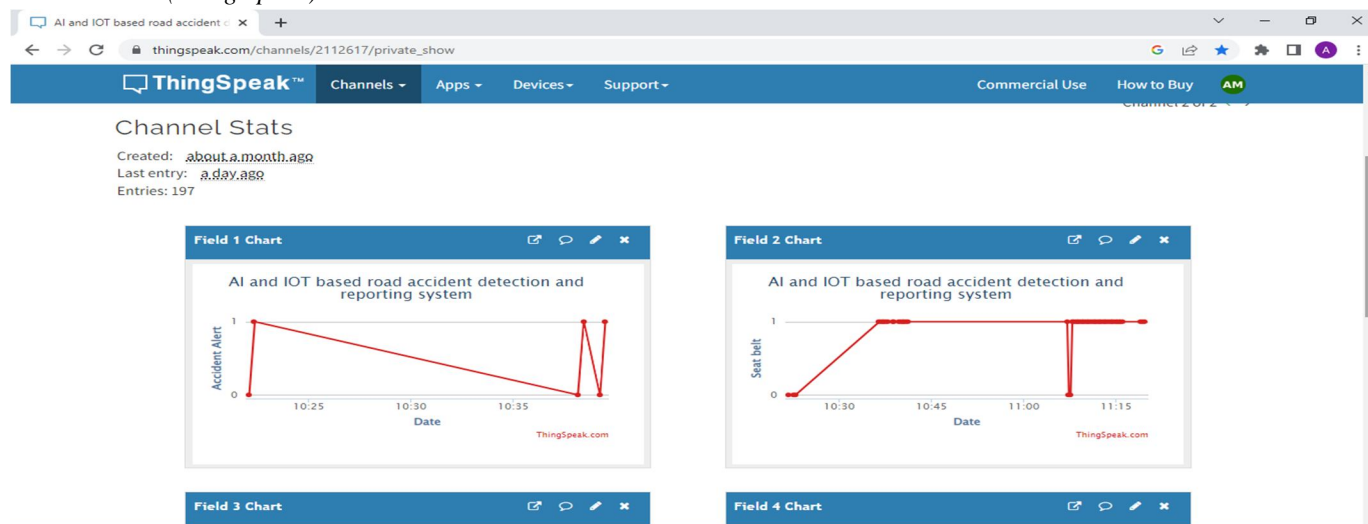 AI and IOT based road accident
thingspeak.com/channels/2112617/private_show
G
A
ThingSpeak™ Channels Apps Devices Support Commercial Use How to Buy AM
Channel 2 of 2
Channel Stats
Created: about a month ago
Last entry: a day ago
Entries: 197
Field 1 Chart
AI and IOT based road accident detection and
reporting system
Accident Alert
1
0
10:25 10:30 10:35
Date
ThingSpeak.com
Field 2 Chart
AI and IOT based road accident detection and
reporting system
Seat belt
1
0
10:30 10:45 11:00 11:15
Date
ThingSpeak.com
Field 3 Chart
Field 4 Chart